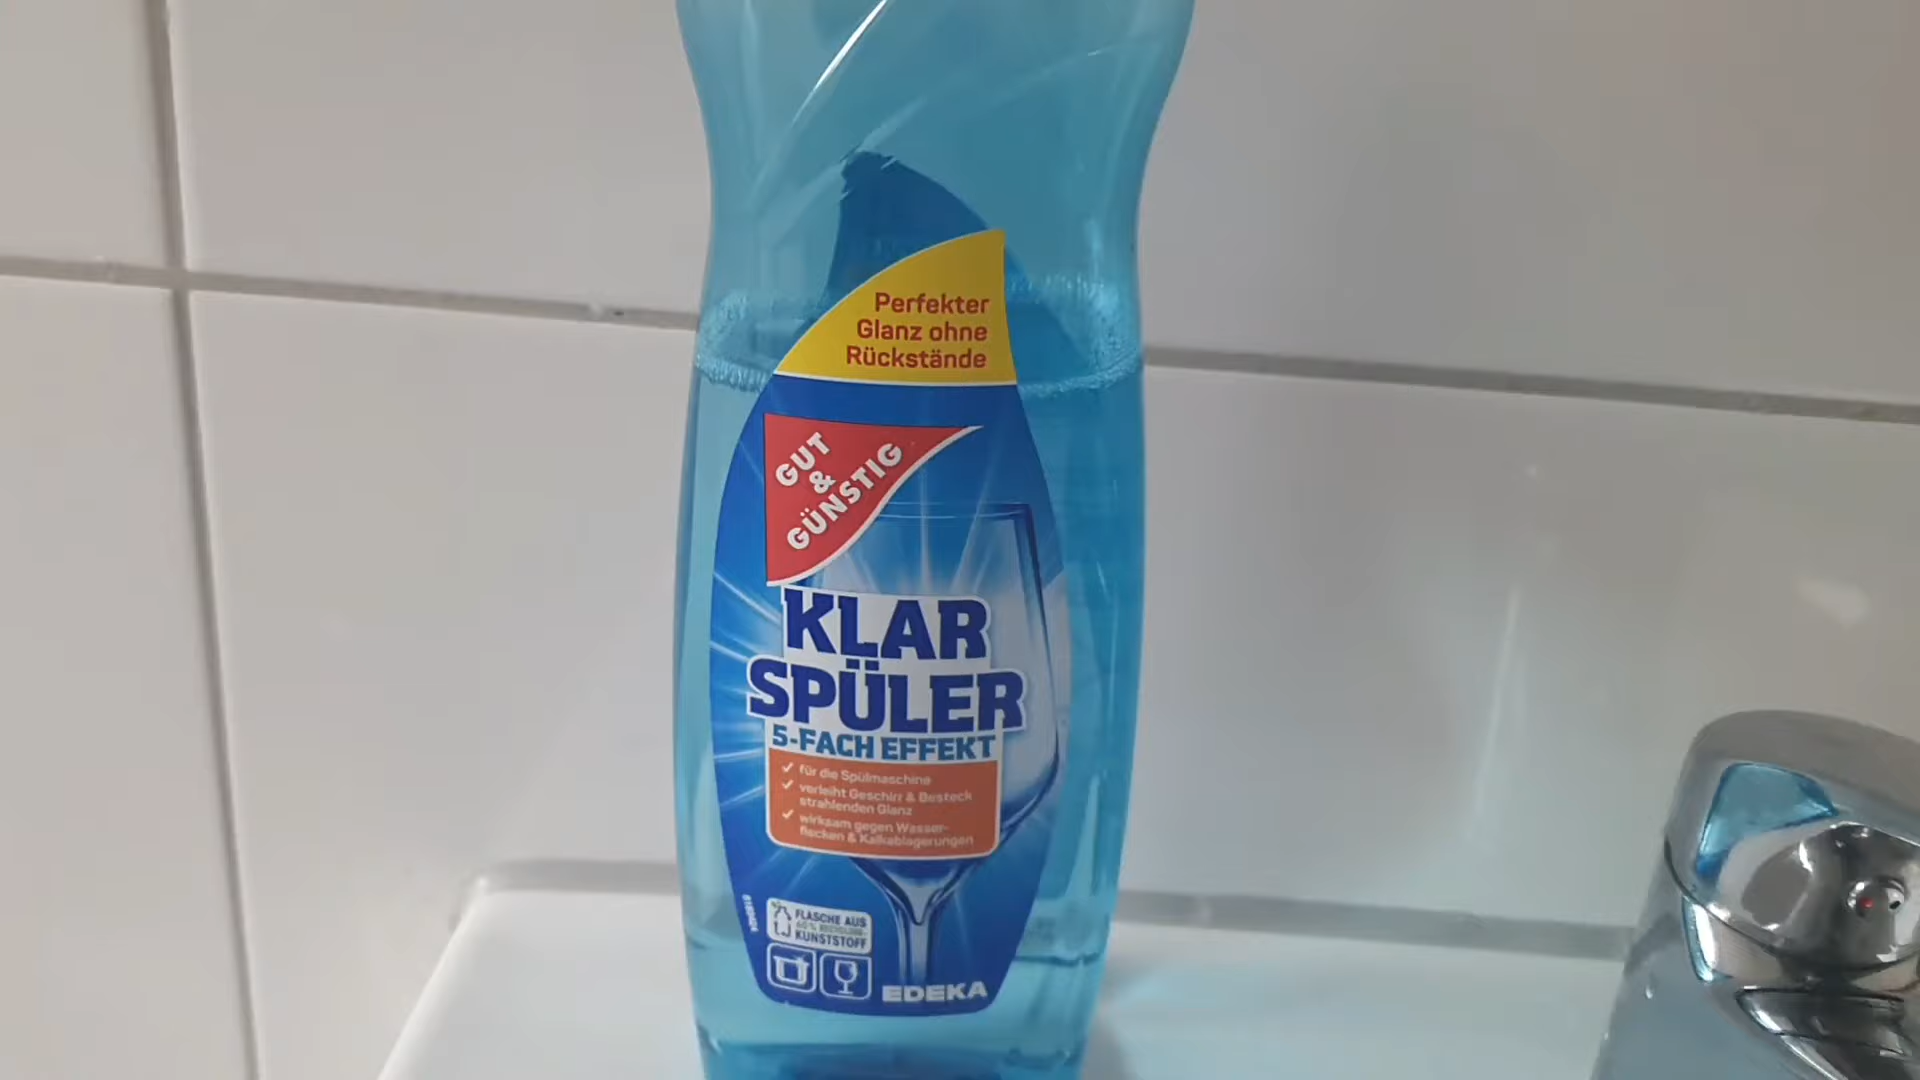 Perfekter
Glanz ohne
Rückstände
GUT
&
GÜNSTIG
KLAR
SPÜLER
5-FACH EFFEKT
für die Spülmaschine
verleiht Geschirr & Besteck
strahlenden Glanz
wirksam gegen Wasser-
flecken & Kalkablagerungen
FLASCHE AUS
KUNSTSTOFF
EDEKA